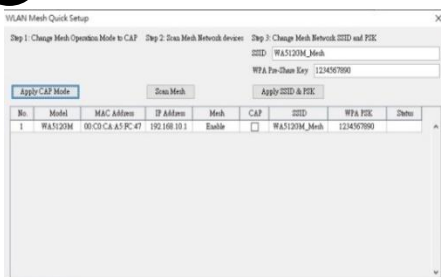 WLAN Mesh Quick Setup
Step 1: Change Mesh Operation Mode to CAP Step 2: Scan Mesh Network devices Step 3: Change Mesh Network SSID and PSK
SSID WA5120M_Mesh
WPA Pre-Share Key 1234567890
Apply CAP Mode Scan Mesh Apply SSID & PSK
No. Model MAC Address IP Address Mesh CAP SSID WPA PSK Status
1 WA5120M 00:C0:CA:A5:FC:47 192.168.10.1 Enable WA5120M_Mesh 1234567890